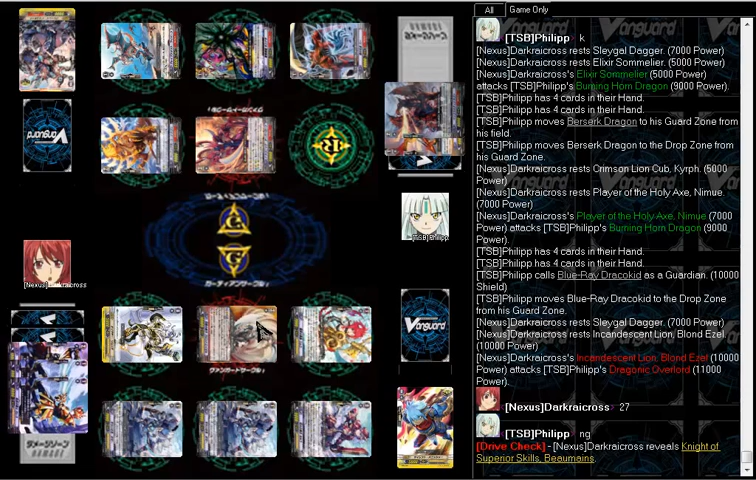 All
Game Only
[TSB]Philipp k
[Nexus]Darkraicross rests Sleygal Dagger. (7000 Power)
[Nexus]Darkraicross rests Elixir Sommelier. (5000 Power)
[Nexus]Darkraicross's Elixir Sommelier (5000 Power)
attacks [TSB]Philipp's Burning Horn Dragon (9000 Power).
[TSB]Philipp has 4 cards in their Hand.
[TSB]Philipp has 4 cards in their Hand.
[TSB]Philipp moves Berserk Dragon to his Guard Zone from
his field.
[TSB]Philipp moves Berserk Dragon to the Drop Zone from
his Guard Zone.
[Nexus]Darkraicross rests Crimson Lion Cub, Kyrph. (5000
Power)
[Nexus]Darkraicross rests Player of the Holy Axe, Nimue.
(7000 Power)
[Nexus]Darkraicross's Player of the Holy Axe, Nimue (7000
Power) attacks [TSB]Philipp's Burning Horn Dragon (9000
Power).
[TSB]Philipp has 4 cards in their Hand.
[TSB]Philipp has 4 cards in their Hand.
[TSB]Philipp calls Blue-Ray Dracokid as a Guardian. (10000
Shield)
[TSB]Philipp moves Blue-Ray Dracokid to the Drop Zone
from his Guard Zone.
[Nexus]Darkraicross rests Sleygal Dagger. (7000 Power)
[Nexus]Darkraicross rests Incandescent Lion, Blond Ezel.
(10000 Power)
[Nexus]Darkraicross's Incandescent Lion, Blond Ezel (10000
Power) attacks [TSB]Philipp's Dragonic Overlord (11000
Power).
[Nexus]Darkraicross 27
[TSB]Philipp ng
[Drive Check] - [Nexus]Darkraicross reveals Knight of
Superior Skills, Beaumains.
[TSB]Philipp
[Nexus]Darkraicross
Vanguard
Vanguard